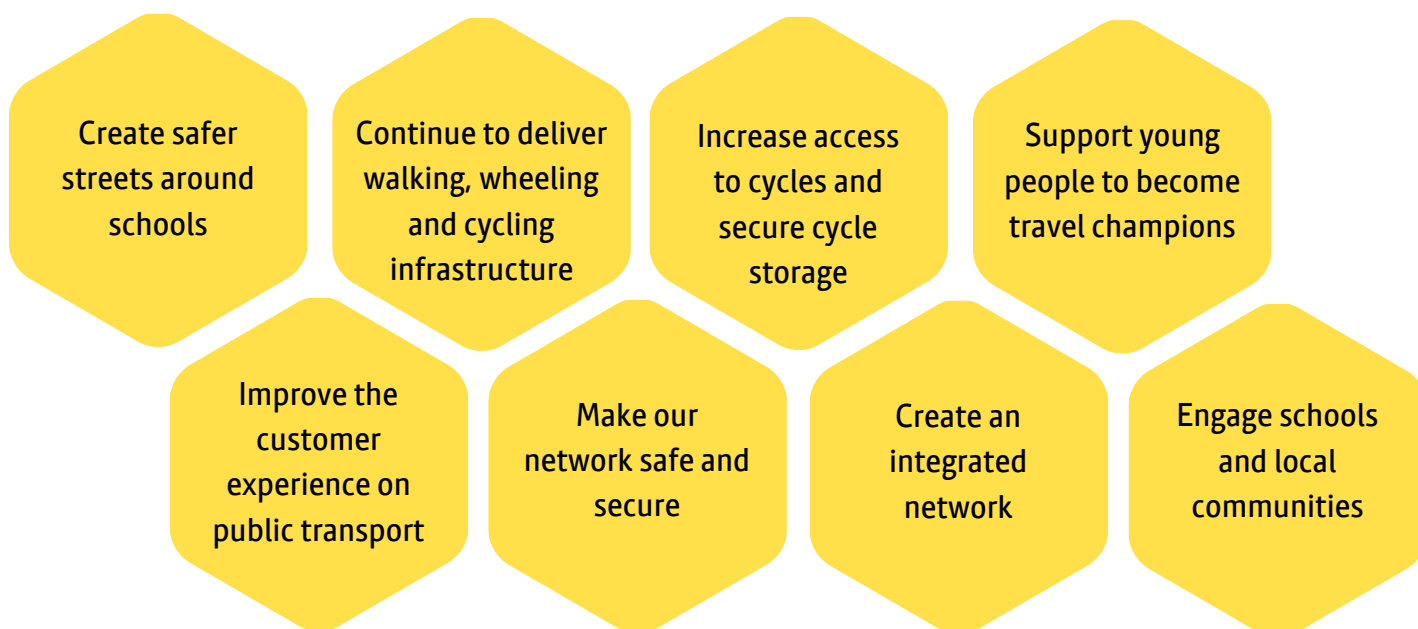 Create safer
streets around
schools
Continue to deliver
walking, wheeling
and cycling
infrastructure
Increase access
to cycles and
secure cycle
storage
Support young
people to become
travel champions
Improve the
customer
experience on
public transport
Make our
network safe and
secure
Create an
integrated
network
Engage schools
and local
communities